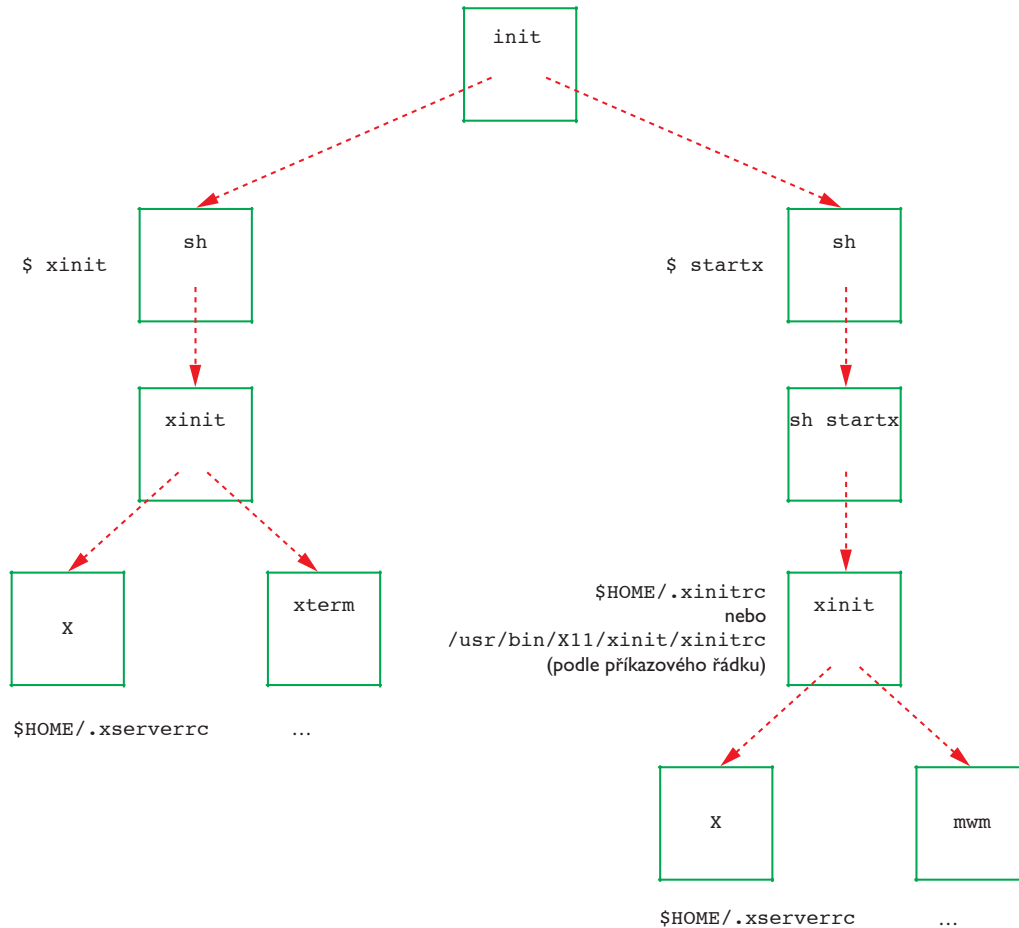 init
sh
$ xinit
sh
$ startx
xinit
sh startx
X
xterm
$HOME/.xinitrc
nebo
/usr/bin/X11/xinit/xinitrc
(podle příkazového řádku)
xinit
$HOME/.xserverrc
...
X
mwm
$HOME/.xserverrc
...